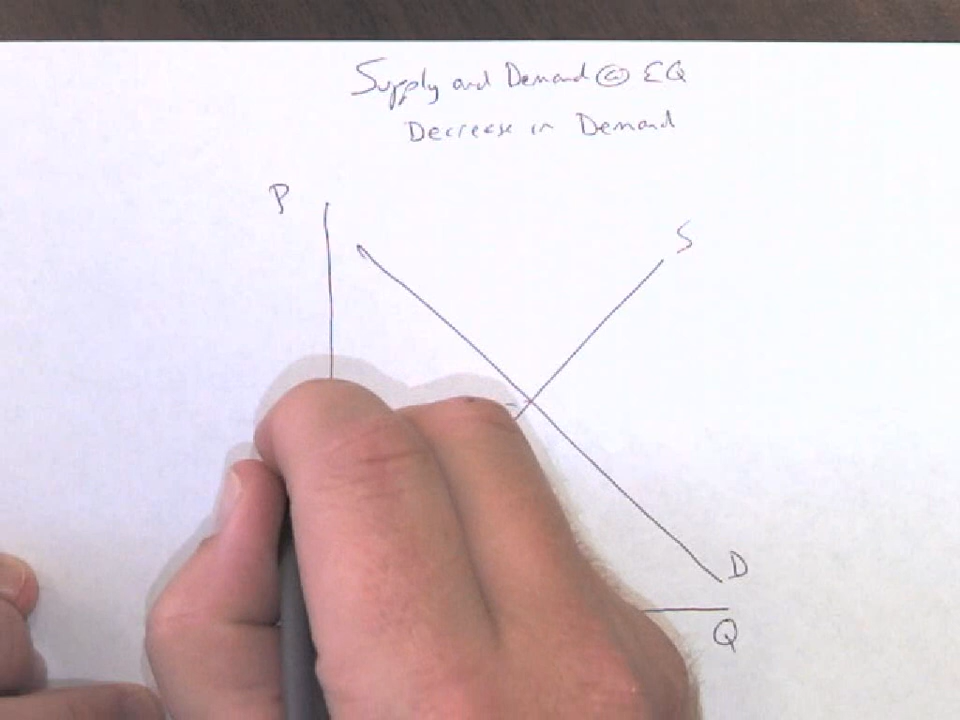 Supply and Demand @ EQ
Decrease in Demand
P
S
D
Q